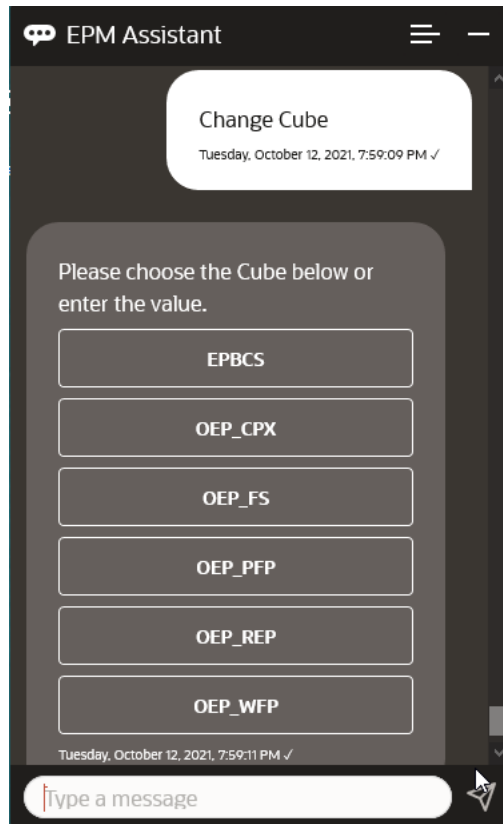 EPM Assistant
Change Cube
Tuesday, October 12, 2021, 7:59:09 PM ✓
Please choose the Cube below or
enter the value.
EPBCS
OEP_CPX
OEP_FS
OEP_PFP
OEP_REP
OEP_WFP
Tuesday, October 12, 2021, 7:59:11 PM ✓
Type a message